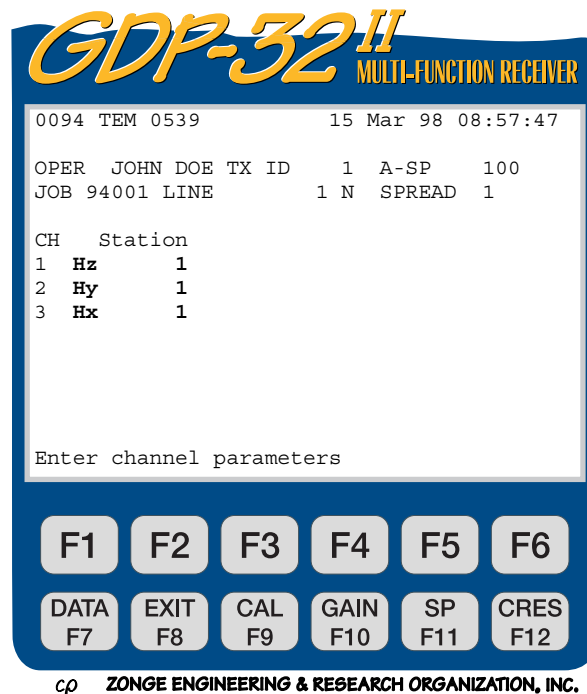 GDP-32 II
MULTI-FUNCTION RECEIVER
0094 TEM 0539 15 Mar 98 08:57:47
OPER JOHN DOE TX ID 1 A-SP 100
JOB 94001 LINE 1 N SPREAD 1
CH Station
1 Hz 1
2 Hy 1
3 Hx 1
Enter channel parameters
F1 F2 F3 F4 F5 F6
DATA EXIT CAL GAIN SP CRES
F7 F8 F9 F10 F11 F12
cp ZONGE ENGINEERING & RESEARCH ORGANIZATION, INC.